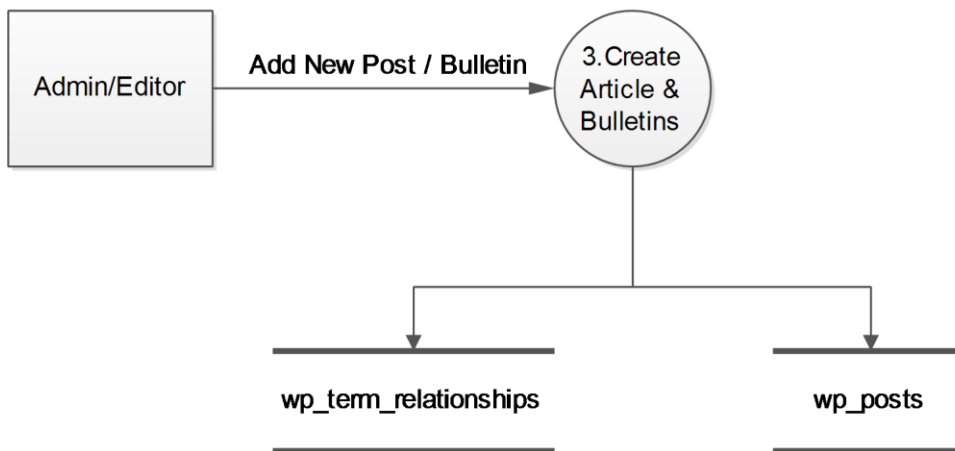 Admin/Editor
Add New Post / Bulletin
3.Create
Article &
Bulletins
wp_term_relationships
wp_posts